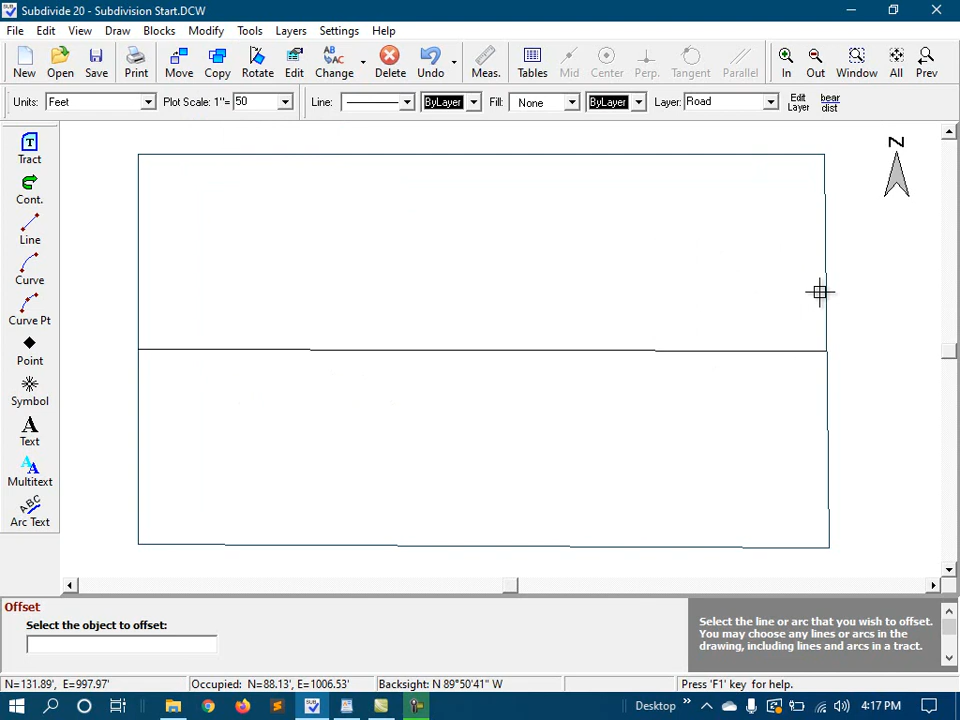 Subdivide 20 - Subdivision Start.DCW
File Edit View Draw Blocks Modify Tools Layers Settings Help
New Open Save Print Move Copy Rotate Edit Change Delete Undo Meas. Tables Mid Center Perp. Tangent Parallel In Out Window All Prev
Units: Feet Plot Scale: 1"= 50 Line: ByLayer Fill: None ByLayer Layer: Road Edit Layer bear dist
Tract
Cont.
Line
Curve
Curve Pt
Point
Symbol
Text
Multitext
Arc Text
N
Offset
Select the object to offset:
Select the line or arc that you wish to offset.
You may choose any lines or arcs in the
drawing, including lines and arcs in a tract.
N=131.89', E=997.97' Occupied: N=88.13', E=1006.53' Backsight: N 89°50'41" W Press 'F1' key for help.
Desktop 4:17 PM